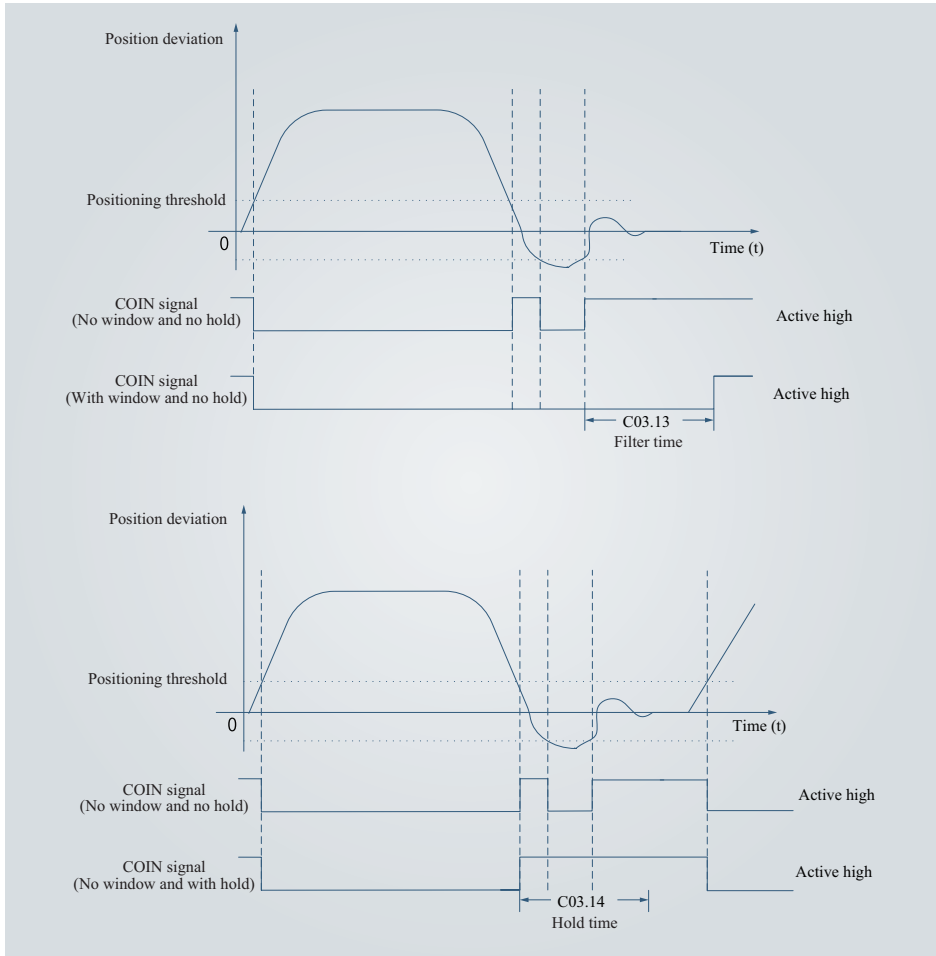 Position deviation
Positioning threshold
0
Time (t)
COIN signal
(No window and no hold)
Active high
COIN signal
(With window and no hold)
Active high
C03.13
Filter time
Position deviation
Positioning threshold
0
Time (t)
COIN signal
(No window and no hold)
Active high
COIN signal
(No window and with hold)
Active high
C03.14
Hold time